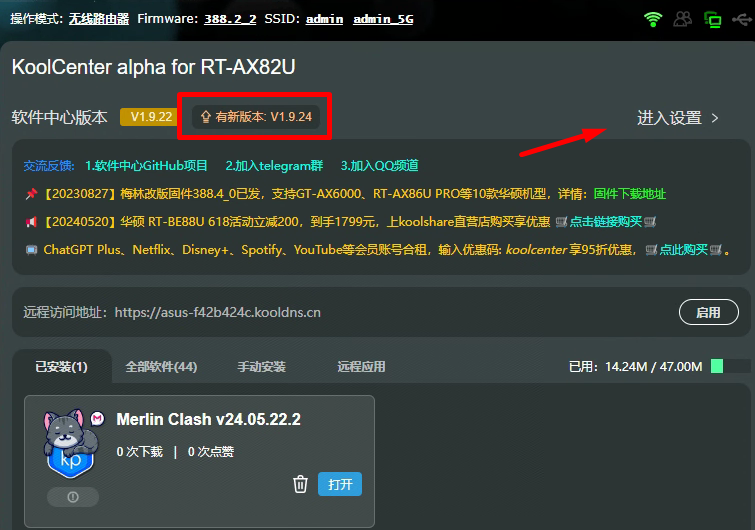 操作模式: 无线路由器 Firmware: 388.2_2 SSID: admin admin_5G
KoolCenter alpha for RT-AX82U
软件中心版本 V1.9.22 有新版本: V1.9.24 进入设置 >
交流反馈: 1.软件中心GitHub项目 2.加入telegram群 3.加入QQ频道
【20230827】梅林改版固件388.4_0已发，支持GT-AX6000、RT-AX86U PRO等10款华硕机型，详情：固件下载地址
【20240520】华硕 RT-BE88U 618活动立减200，到手1799元，上koolshare直营店购买享优惠 点击链接购买
ChatGPT Plus、Netflix、Disney+、Spotify、YouTube等会员账号合租，输入优惠码: koolcenter 享95折优惠， 点此购买 。
远程访问地址：https://asus-f42b424c.kooldns.cn 启用
已安装(1) 全部软件(44) 手动安装 远程应用 已用：14.24M / 47.00M
Merlin Clash v24.05.22.2
kp
0 次下载 | 0 次点赞
打开